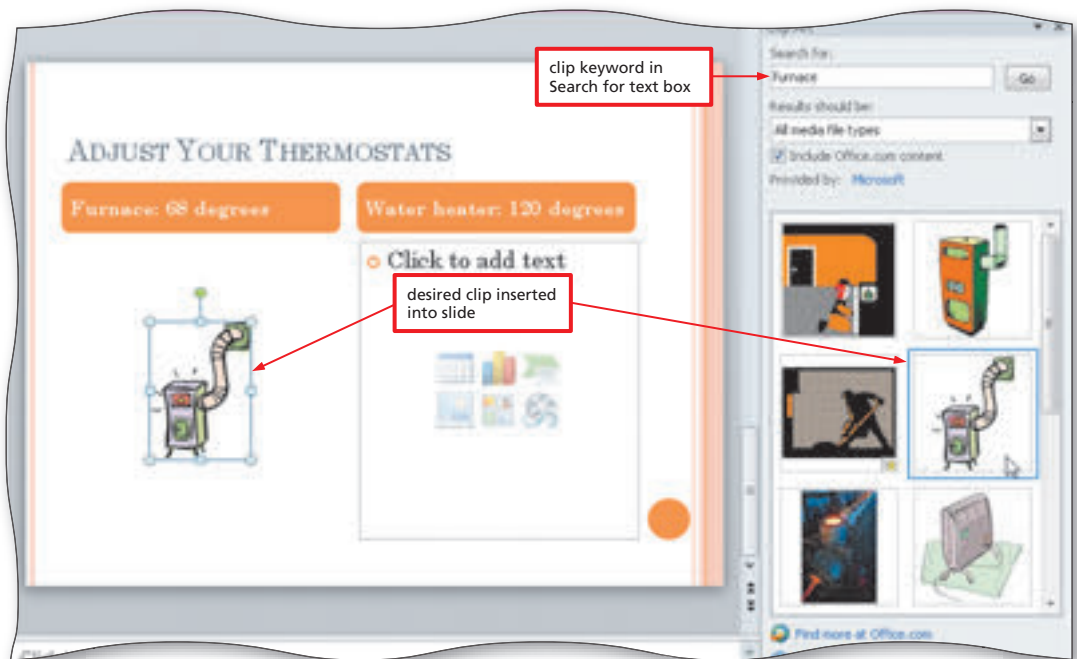 clip keyword in
Search for text box
Search for:
Furnace
Go
Results should be:
All media file types
Include Office.com content
Provided by: Microsoft
ADJUST YOUR THERMOSTATS
Furnace: 68 degrees
Water heater: 120 degrees
Click to add text
desired clip inserted
into slide
Find more at Office.com